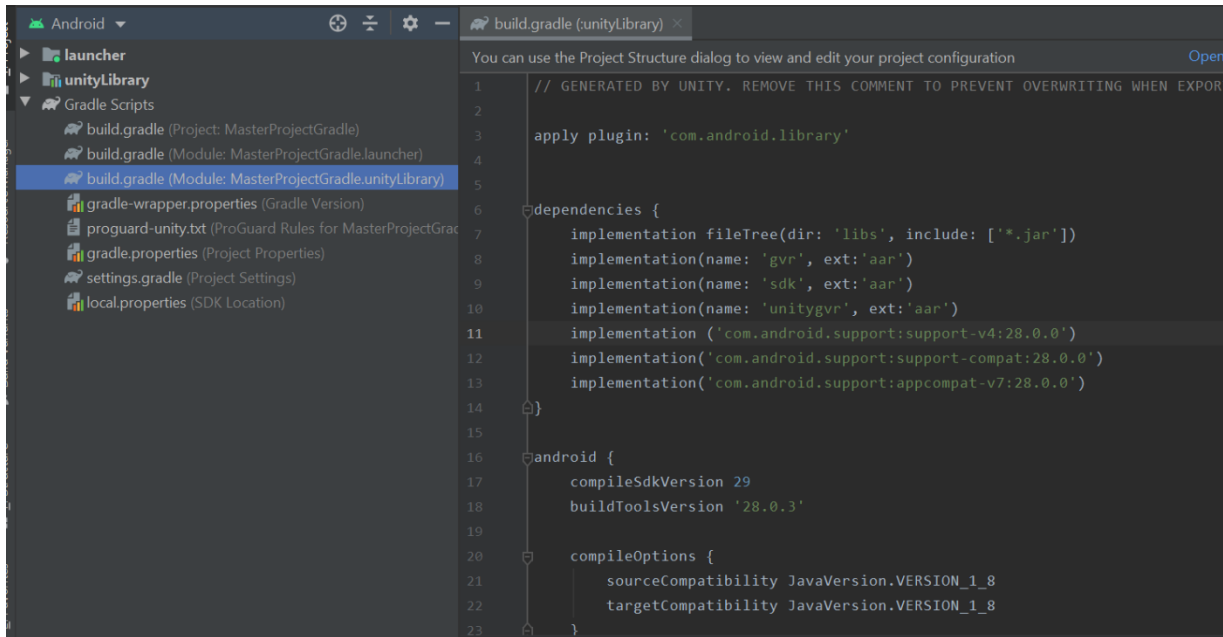 Android
launcher
unityLibrary
Gradle Scripts
build.gradle (Project: MasterProjectGradle)
build.gradle (Module: MasterProjectGradle.launcher)
build.gradle (Module: MasterProjectGradle.unityLibrary)
gradle-wrapper.properties (Gradle Version)
proguard-unity.txt (ProGuard Rules for MasterProjectGrad
gradle.properties (Project Properties)
settings.gradle (Project Settings)
local.properties (SDK Location)
build.gradle (:unityLibrary)
You can use the Project Structure dialog to view and edit your project configuration Open
1 // GENERATED BY UNITY. REMOVE THIS COMMENT TO PREVENT OVERWRITING WHEN EXPOR
2
3 apply plugin: 'com.android.library'
4
5
6 dependencies {
7 implementation fileTree(dir: 'libs', include: ['*.jar'])
8 implementation(name: 'gvr', ext:'aar')
9 implementation(name: 'sdk', ext:'aar')
10 implementation(name: 'unitygvr', ext:'aar')
11 implementation ('com.android.support:support-v4:28.0.0')
12 implementation('com.android.support:support-compat:28.0.0')
13 implementation('com.android.support:appcompat-v7:28.0.0')
14 }
15
16 android {
17 compileSdkVersion 29
18 buildToolsVersion '28.0.3'
19
20 compileOptions {
21 sourceCompatibility JavaVersion.VERSION_1_8
22 targetCompatibility JavaVersion.VERSION_1_8
23 }